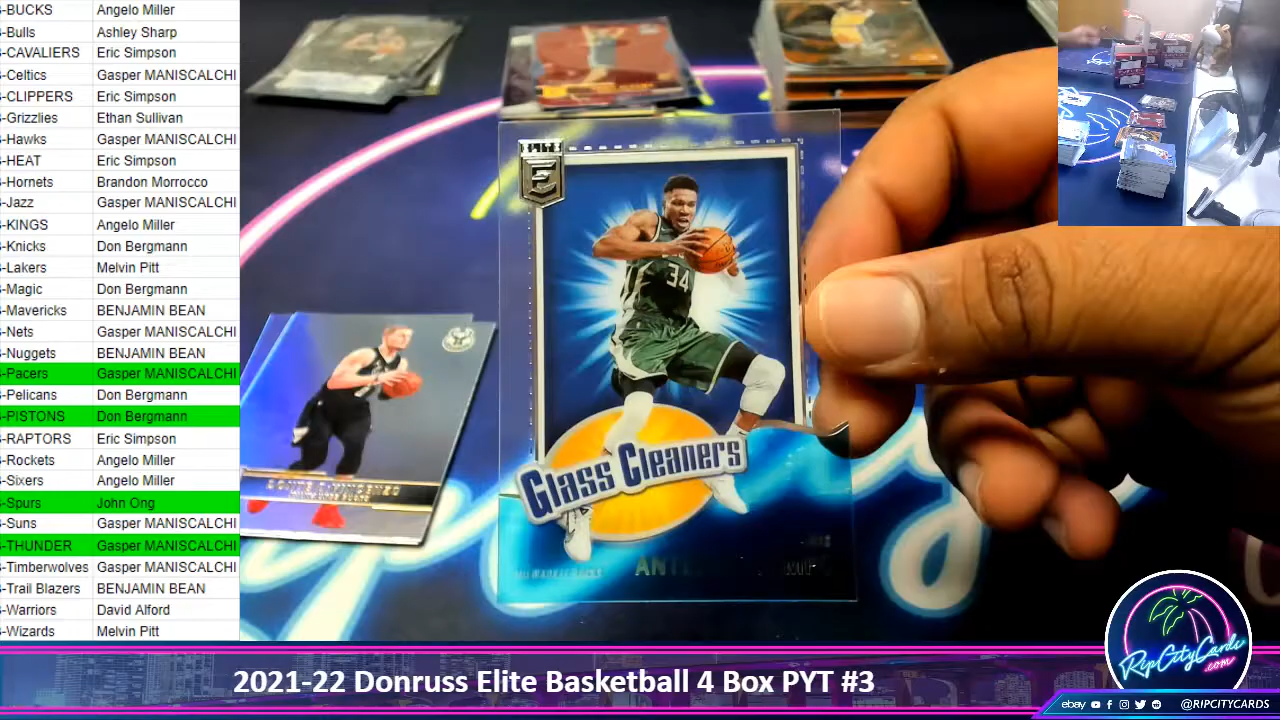 -BUCKS Angelo Miller
-Bulls Ashley Sharp
-CAVALIERS Eric Simpson
-Celtics Gasper MANISCALCHI
-CLIPPERS Eric Simpson
-Grizzlies Ethan Sullivan
-Hawks Gasper MANISCALCHI
-HEAT Eric Simpson
-Hornets Brandon Morrocco
-Jazz Gasper MANISCALCHI
-KINGS Angelo Miller
-Knicks Don Bergmann
-Lakers Melvin Pitt
-Magic Don Bergmann
-Mavericks BENJAMIN BEAN
-Nets Gasper MANISCALCHI
-Nuggets BENJAMIN BEAN
-Pacers Gasper MANISCALCHI
-Pelicans Don Bergmann
-PISTONS Don Bergmann
-RAPTORS Eric Simpson
-Rockets Angelo Miller
-Sixers Angelo Miller
-Spurs John Ong
-Suns Gasper MANISCALCHI
-THUNDER Gasper MANISCALCHI
-Timberwolves Gasper MANISCALCHI
-Trail Blazers BENJAMIN BEAN
-Warriors David Alford
-Wizards Melvin Pitt
ELITE
E
34
Glass Cleaners
MILWAUKEE BUCKS
2021-22 Donruss Elite Basketball 4 Box PYT #3
RipCityCards
.com
ebay @RIPCITYCARDS